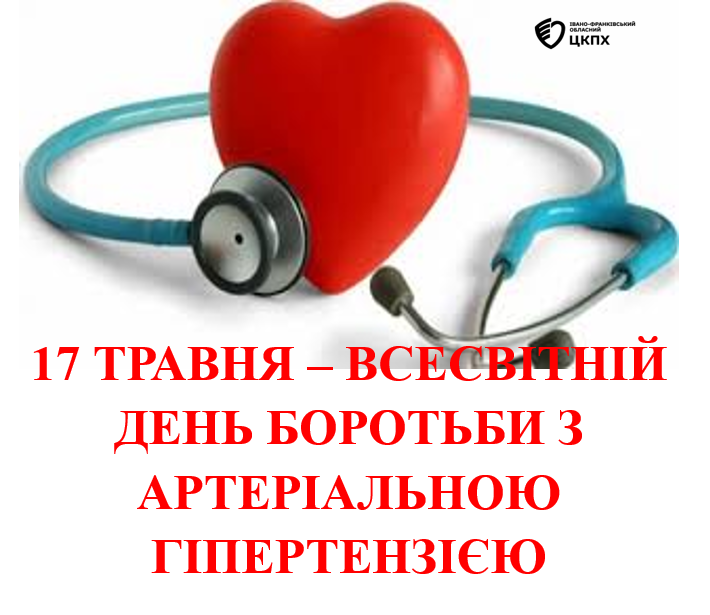 ІВАНО-ФРАНКІВСЬКИЙ
ОБЛАСНИЙ
ЦКПХ
17 ТРАВНЯ – ВСЕСВІТНІЙ
ДЕНЬ БОРОТЬБИ З
АРТЕРІАЛЬНОЮ
ГІПЕРТЕНЗІЄЮ